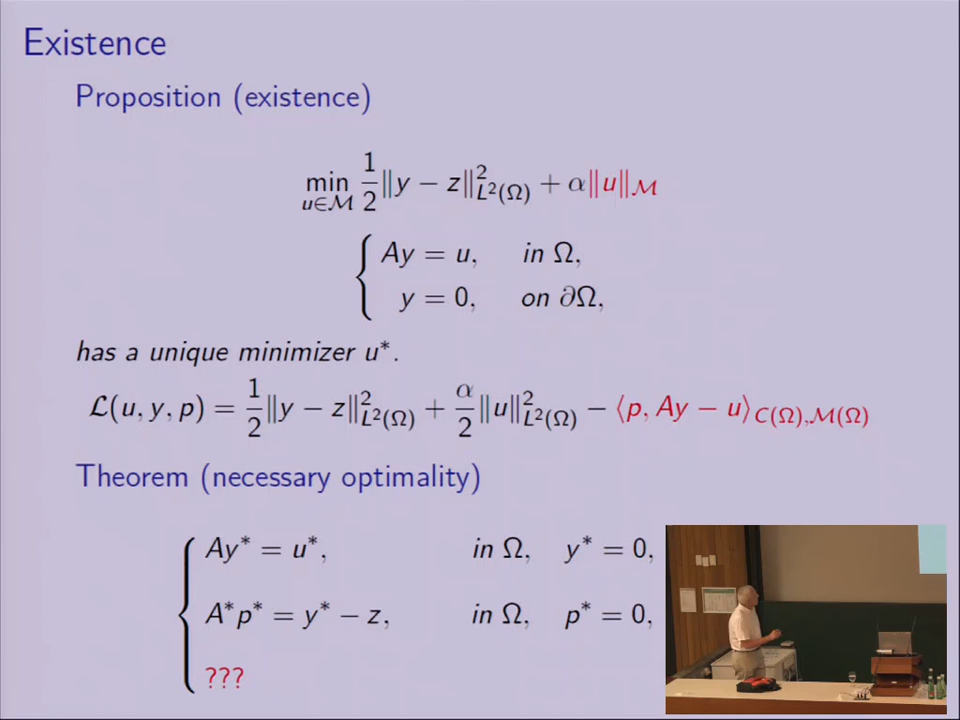 Existence
Proposition (existence)
min_{u∈ℳ} 1/2 ‖y − z‖²_{L²(Ω)} + α‖u‖_ℳ
{ Ay = u, in Ω,
y = 0, on ∂Ω,
has a unique minimizer u*.
ℒ(u, y, p) = 1/2 ‖y − z‖²_{L²(Ω)} + α/2 ‖u‖²_{L²(Ω)} − ⟨p, Ay − u⟩_{C(Ω),ℳ(Ω)}
Theorem (necessary optimality)
{ Ay* = u*, in Ω, y* = 0,
A*p* = y* − z, in Ω, p* = 0,
???